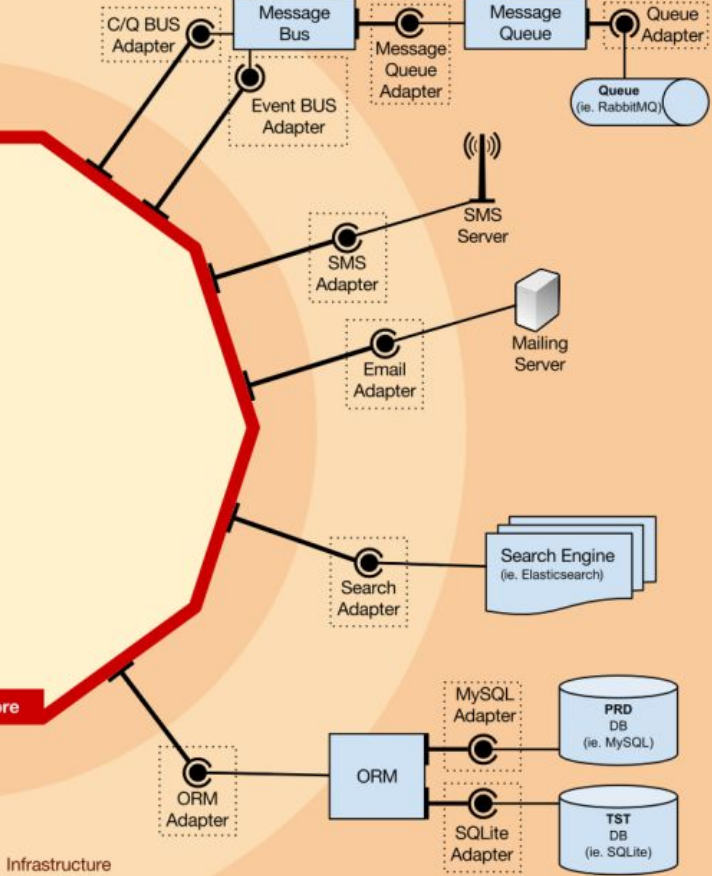 C/Q BUS
Adapter
Message
Bus
Message
Queue
Adapter
Message
Queue
Queue
Adapter
Event BUS
Adapter
Queue
(ie. RabbitMQ)
SMS
Server
SMS
Adapter
Mailing
Server
Email
Adapter
Search Engine
(ie. Elasticsearch)
Search
Adapter
MySQL
Adapter
PRD
DB
(ie. MySQL)
re
ORM
ORM
Adapter
SQLite
Adapter
TST
DB
(ie. SQLite)
Infrastructure